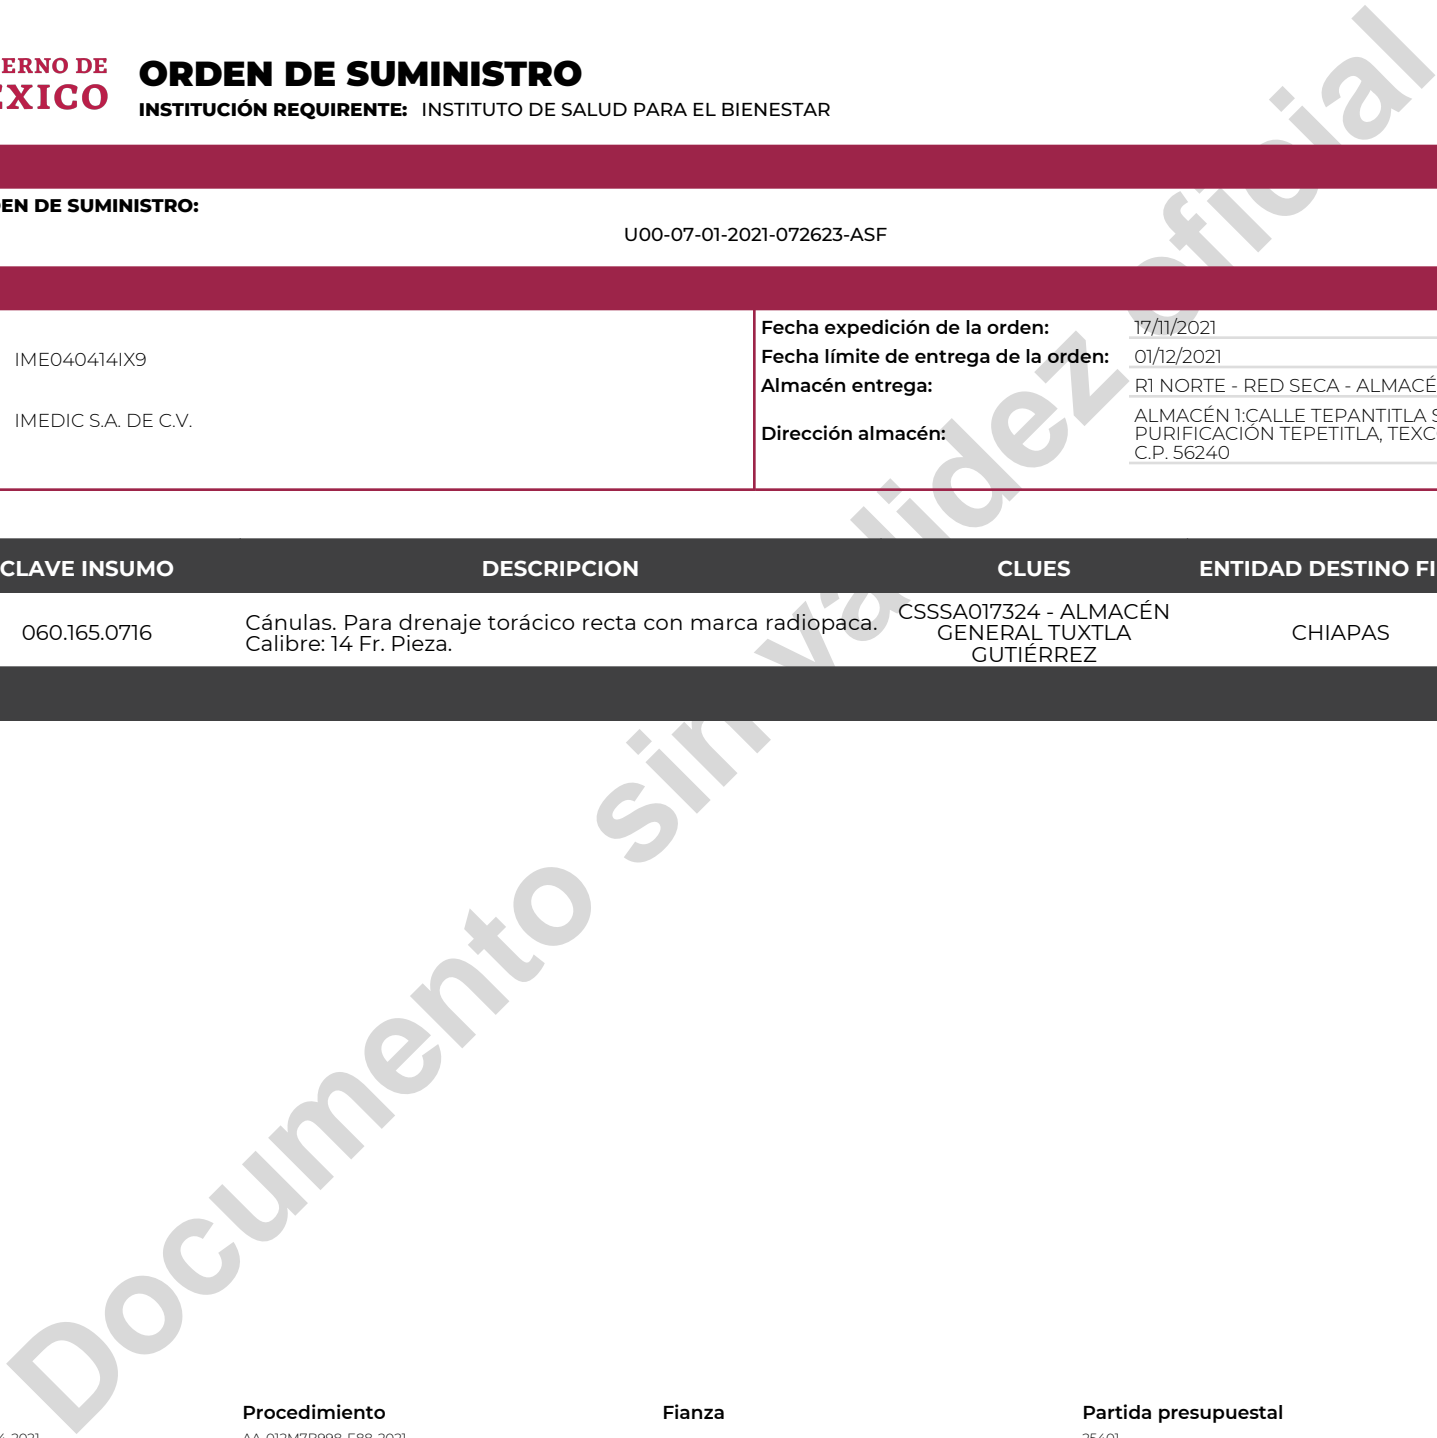 ERNO DE
EXICO
ORDEN DE SUMINISTRO
INSTITUCIÓN REQUIRENTE: INSTITUTO DE SALUD PARA EL BIENESTAR
EN DE SUMINISTRO:
U00-07-01-2021-072623-ASF
IME040414IX9
IMEDIC S.A. DE C.V.
Fecha expedición de la orden: 17/11/2021
Fecha límite de entrega de la orden: 01/12/2021
Almacén entrega: R1 NORTE - RED SECA - ALMACÉ
Dirección almacén:
ALMACÉN 1:CALLE TEPANTITLA S
PURIFICACIÓN TEPETITLA, TEXC
C.P. 56240
CLAVE INSUMO DESCRIPCION CLUES ENTIDAD DESTINO FI
060.165.0716
Cánulas. Para drenaje torácico recta con marca radiopaca.
Calibre: 14 Fr. Pieza.
CSSSA017324 - ALMACÉN
GENERAL TUXTLA
GUTIÉRREZ
CHIAPAS
Documento sin validez oficial
Procedimiento Fianza Partida presupuestal